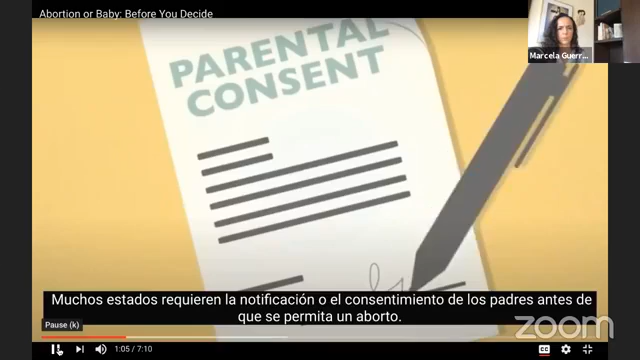 Abortion or Baby: Before You Decide
Marcela Guerr...
PARENTAL
CONSENT
Muchos estados requieren la notificación o el consentimiento de los padres antes de
que se permita un aborto.
Pause (k)
1:05 / 7:10
CC
zoom